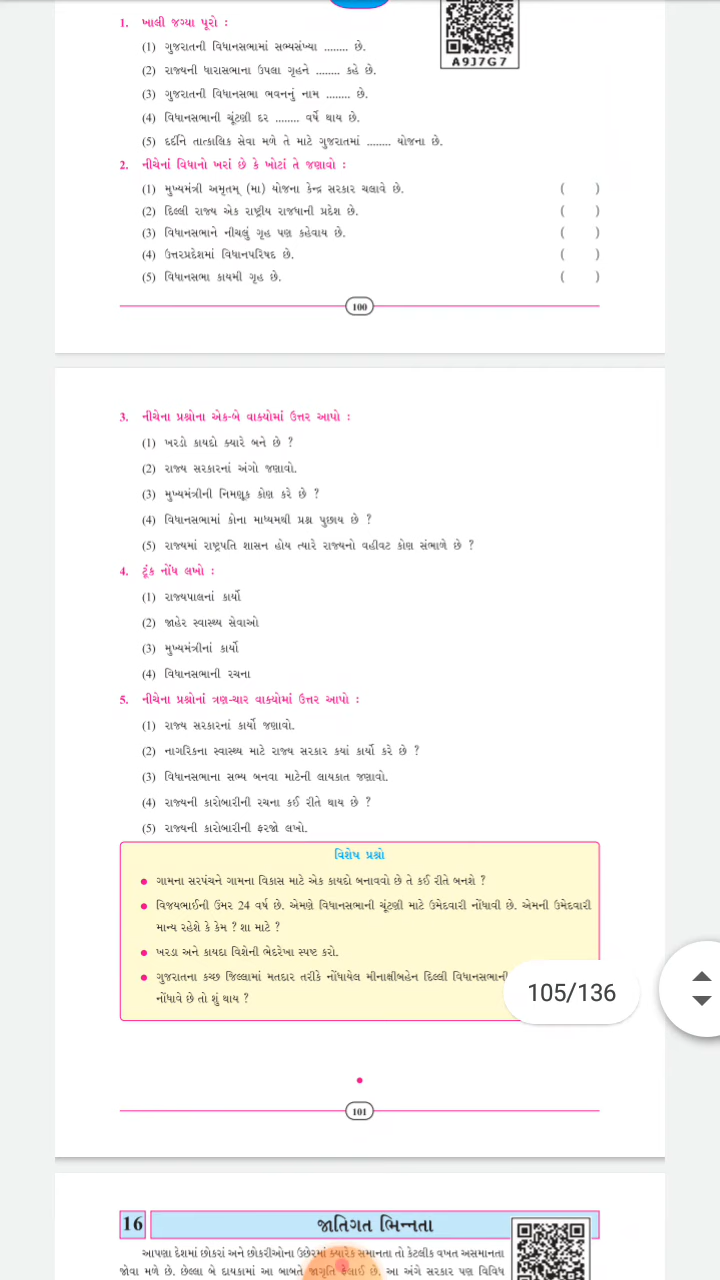 1. ખાલી જગ્યા પૂરો :
(1) ગુજરાતની વિધાનસભામાં સભ્યસંખ્યા ........ છે.
(2) રાજ્યની ધારાસભાના ઉપલા ગૃહને ........ કહે છે.
(3) ગુજરાતની વિધાનસભા ભવનનું નામ ........ છે.
(4) વિધાનસભાની ચૂંટણી દર ........ વર્ષે થાય છે.
(5) દર્દીને તાત્કાલિક સેવા મળે તે માટે ગુજરાતમાં ........ યોજના છે.
A9J7G7
2. નીચેનાં વિધાનો ખરાં છે કે ખોટાં તે જણાવો :
(1) મુખ્યમંત્રી અમૃતમ્ (મા) યોજના કેન્દ્ર સરકાર ચલાવે છે. ( )
(2) દિલ્લી રાજ્ય એક રાષ્ટ્રીય રાજધાની પ્રદેશ છે. ( )
(3) વિધાનસભાને નીચલું ગૃહ પણ કહેવાય છે. ( )
(4) ઉત્તરપ્રદેશમાં વિધાનપરિષદ છે. ( )
(5) વિધાનસભા કાયમી ગૃહ છે. ( )
100
3. નીચેના પ્રશ્નોના એક-બે વાક્યોમાં ઉત્તર આપો :
(1) ખરડો કાયદો ક્યારે બને છે ?
(2) રાજ્ય સરકારનાં અંગો જણાવો.
(3) મુખ્યમંત્રીની નિમણૂક કોણ કરે છે ?
(4) વિધાનસભામાં કોના માધ્યમથી પ્રશ્ન પુછાય છે ?
(5) રાજ્યમાં રાષ્ટ્રપતિ શાસન હોય ત્યારે રાજ્યનો વહીવટ કોણ સંભાળે છે ?
4. ટૂંક નોંધ લખો :
(1) રાજ્યપાલનાં કાર્યો
(2) જાહેર સ્વાસ્થ્ય સેવાઓ
(3) મુખ્યમંત્રીનાં કાર્યો
(4) વિધાનસભાની રચના
5. નીચેના પ્રશ્નોનાં ત્રણ-ચાર વાક્યોમાં ઉત્તર આપો :
(1) રાજ્ય સરકારનાં કાર્યો જણાવો.
(2) નાગરિકના સ્વાસ્થ્ય માટે રાજ્ય સરકાર કયાં કાર્યો કરે છે ?
(3) વિધાનસભાના સભ્ય બનવા માટેની લાયકાત જણાવો.
(4) રાજ્યની કારોબારીની રચના કઈ રીતે થાય છે ?
(5) રાજ્યની કારોબારીની ફરજો લખો.
વિશેષ પ્રશ્નો
● ગામના સરપંચને ગામના વિકાસ માટે એક કાયદો બનાવવો છે તે કઈ રીતે બનશે ?
● વિજયભાઈની ઉંમર 24 વર્ષ છે. એમણે વિધાનસભાની ચૂંટણી માટે ઉમેદવારી નોંધાવી છે. એમની ઉમેદવારી
માન્ય રહેશે કે કેમ ? શા માટે ?
● ખરડા અને કાયદા વિશેની ભેદરેખા સ્પષ્ટ કરો.
● ગુજરાતના કચ્છ જિલ્લામાં મતદાર તરીકે નોંધાયેલ મીનાક્ષીબહેન દિલ્લી વિધાનસભાની
નોંધાવે છે તો શું થાય ?
105/136
101
16 જાતિગત ભિન્નતા
આપણા દેશમાં છોકરાં અને છોકરીઓના ઉછેરમાં ક્યારેક સમાનતા તો કેટલીક વખત અસમાનતા
જોવા મળે છે. છેલ્લા બે દાયકામાં આ બાબતે જાગૃતિ છે. આ અંગે સરકાર પણ વિવિધ